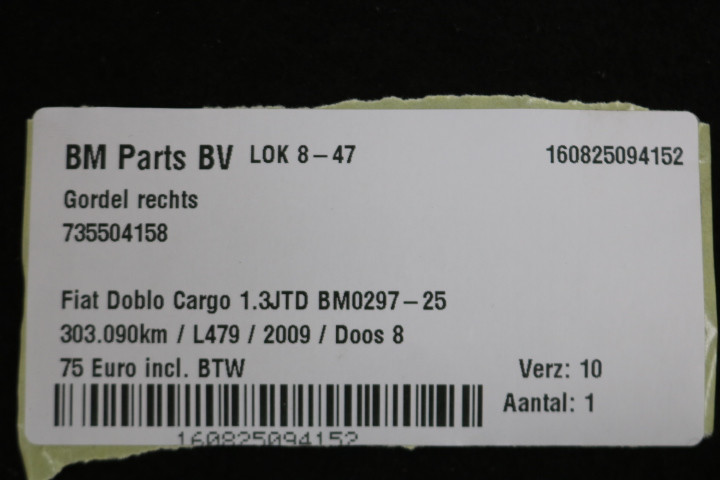 BM Parts BV LOK 8-47 160825094152
Gordel rechts
735504158
Fiat Doblo Cargo 1.3JTD BM0297-25
303.090km / L479 / 2009 / Doos 8
75 Euro incl. BTW Verz: 10
Aantal: 1
160825094152